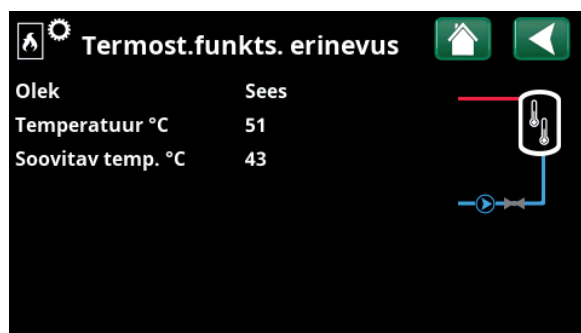 Termost.funkts. erinevus
Olek Sees
Temperatuur °C 51
Soovitav temp. °C 43